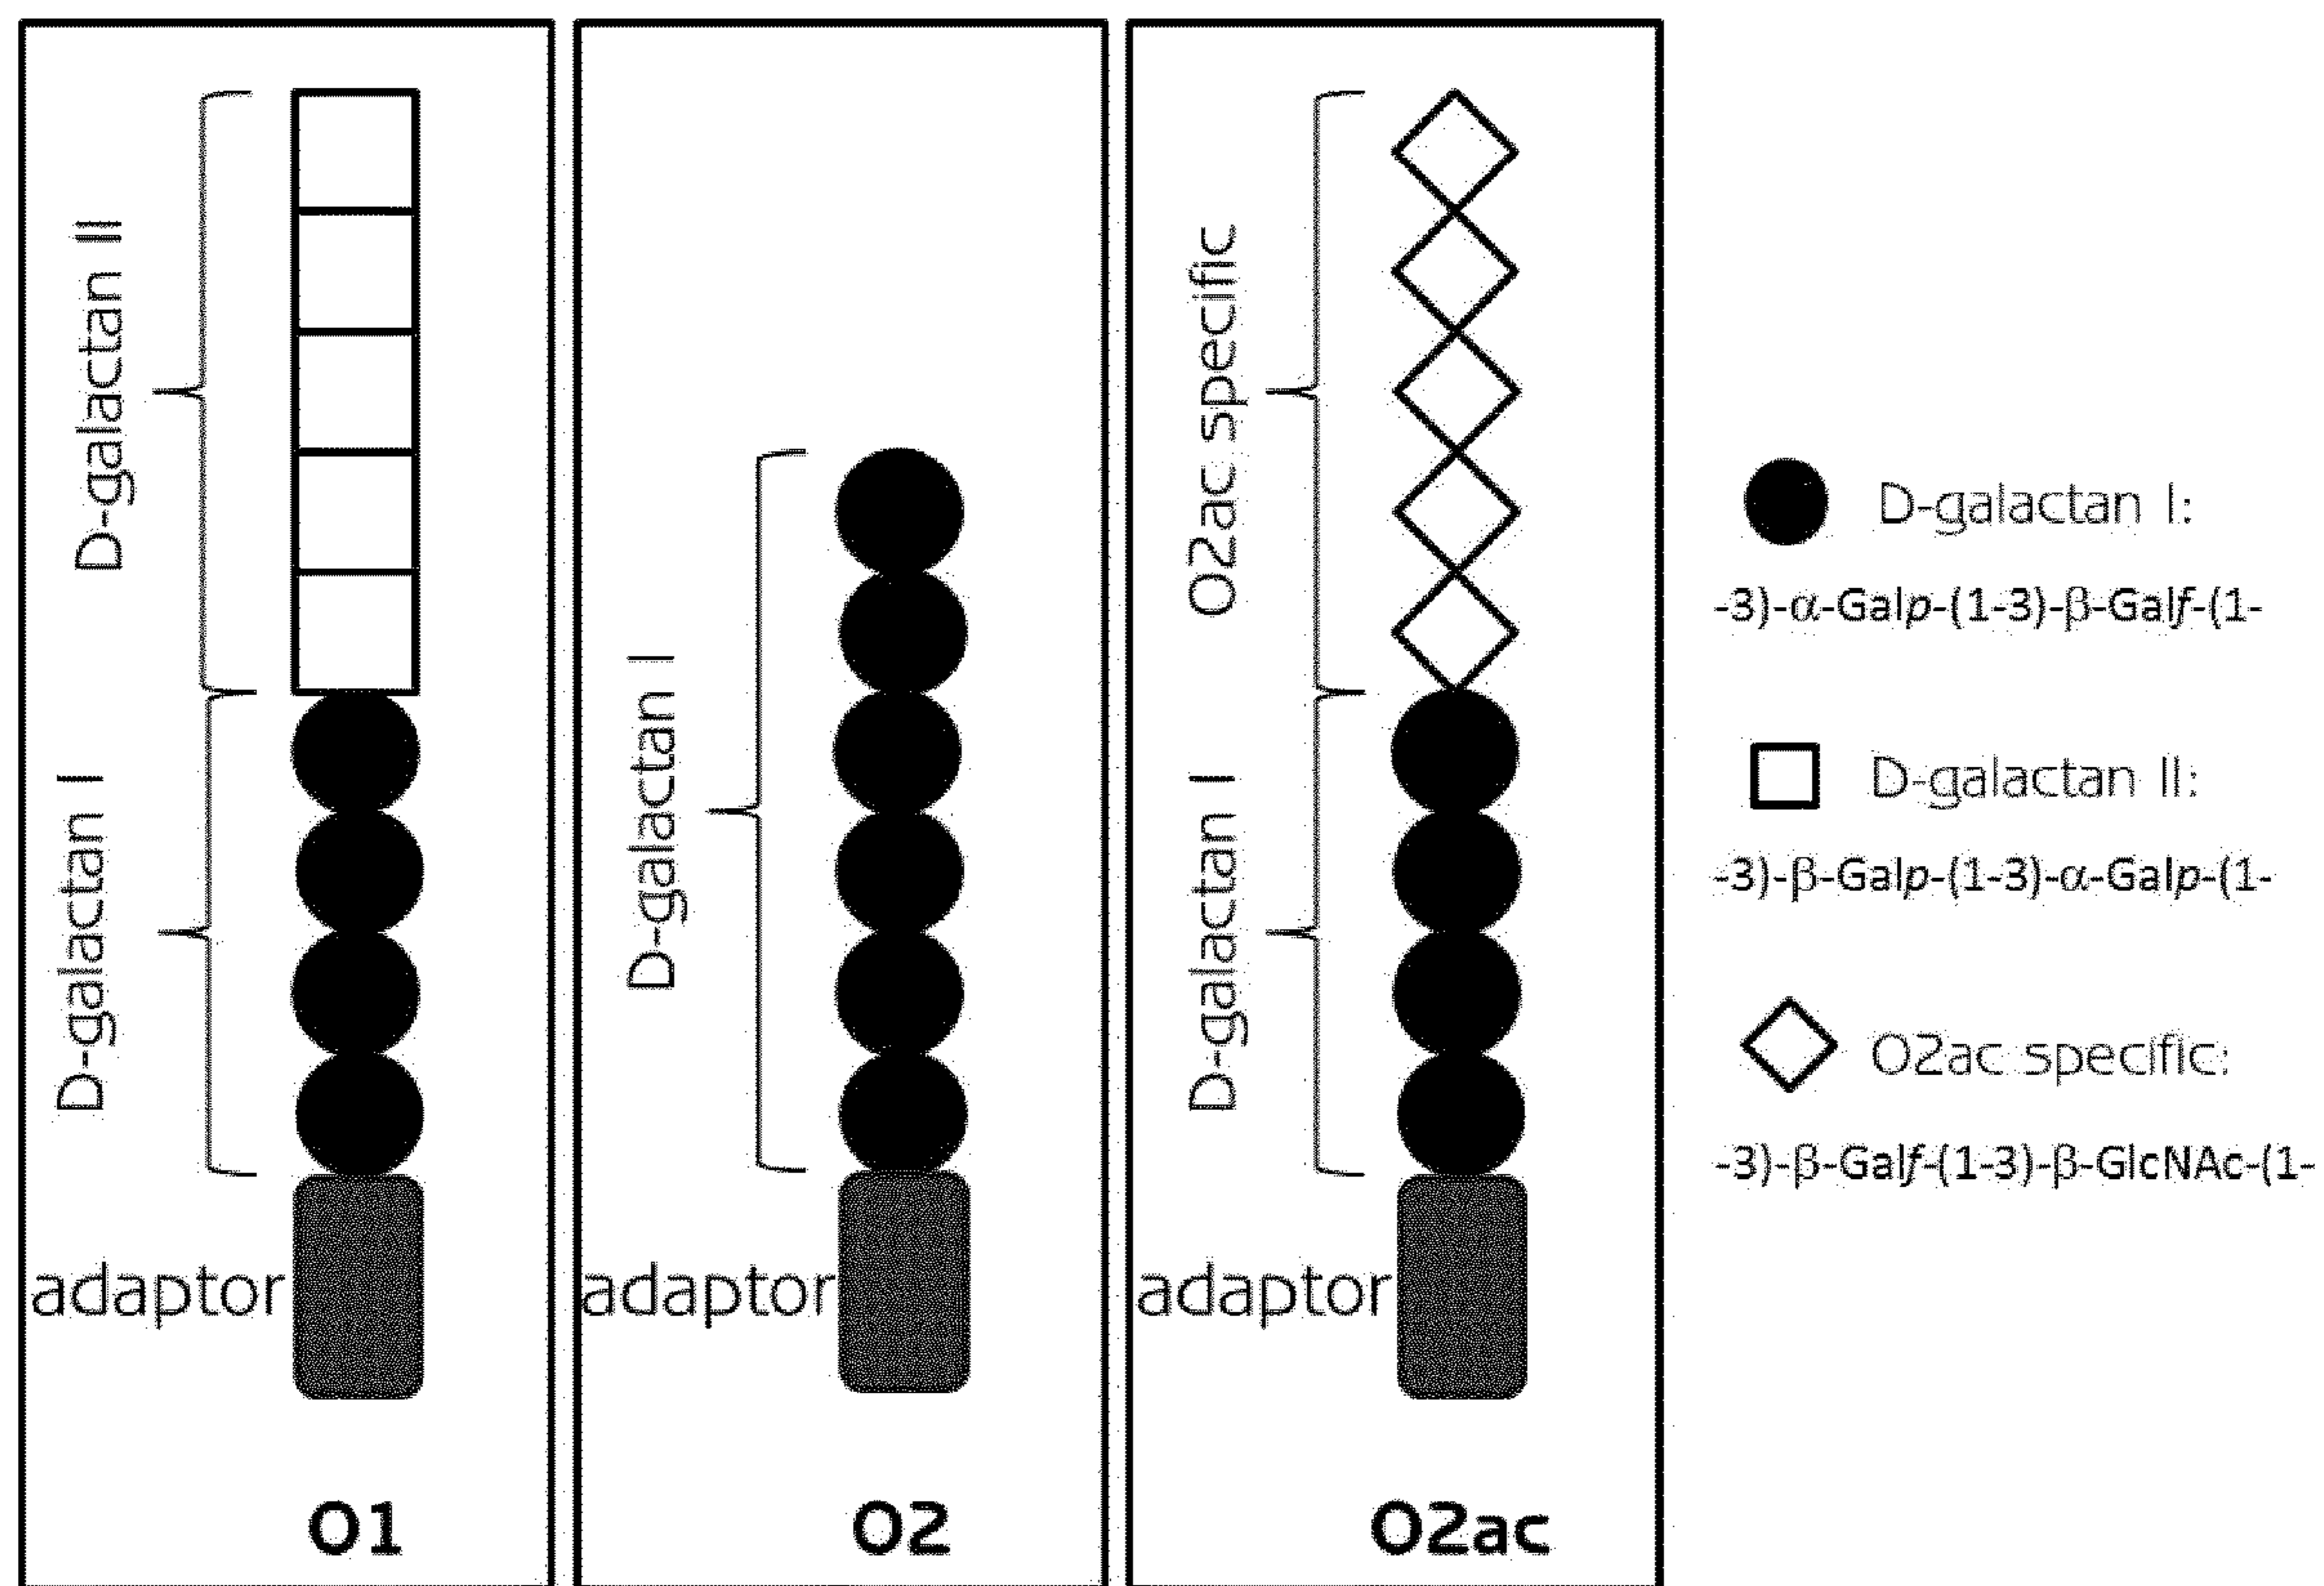 D-galactan II
D-galactan I
adaptor
O1
D-galactan I
adaptor
O2
O2ac specific
D-galactan I
adaptor
O2ac
D-galactan I:
-3)-α-Galp-(1-3)-β-Galf-(1-
D-galactan II:
-3)-β-Galp-(1-3)-α-Galp-(1-
O2ac specific:
-3)-β-Galf-(1-3)-β-GlcNAc-(1-